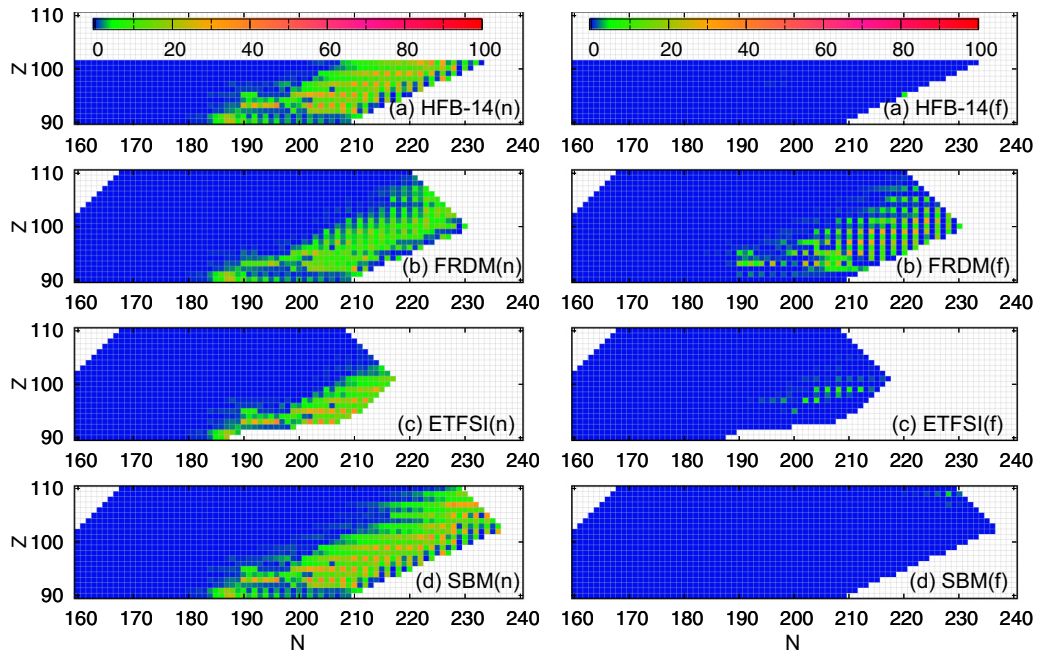 110
0 20 40 60 80 100
0 20 40 60 80 100
Z
100
(a) HFB-14(n)
(a) HFB-14(f)
90
160 170 180 190 200 210 220 230 240
160 170 180 190 200 210 220 230 240
110
Z
100
(b) FRDM(n)
(b) FRDM(f)
90
160 170 180 190 200 210 220 230 240
160 170 180 190 200 210 220 230 240
110
Z
100
(c) ETFSI(n)
(c) ETFSI(f)
90
160 170 180 190 200 210 220 230 240
160 170 180 190 200 210 220 230 240
110
Z
100
(d) SBM(n)
(d) SBM(f)
90
160 170 180 190 200 210 220 230 240
160 170 180 190 200 210 220 230 240
N
N